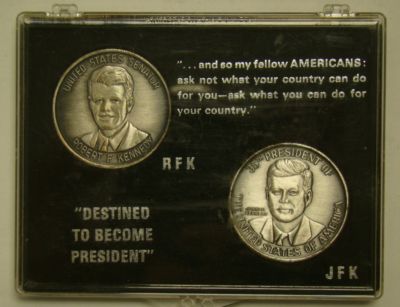 "... and so my fellow AMERICANS:
ask not what your country can do
for you—ask what you can do for
your country."
UNITED STATES SENATOR
ROBERT F. KENNEDY
RFK
35TH PRESIDENT OF
THE UNITED STATES OF AMERICA
"DESTINED
TO BECOME
PRESIDENT"
JFK